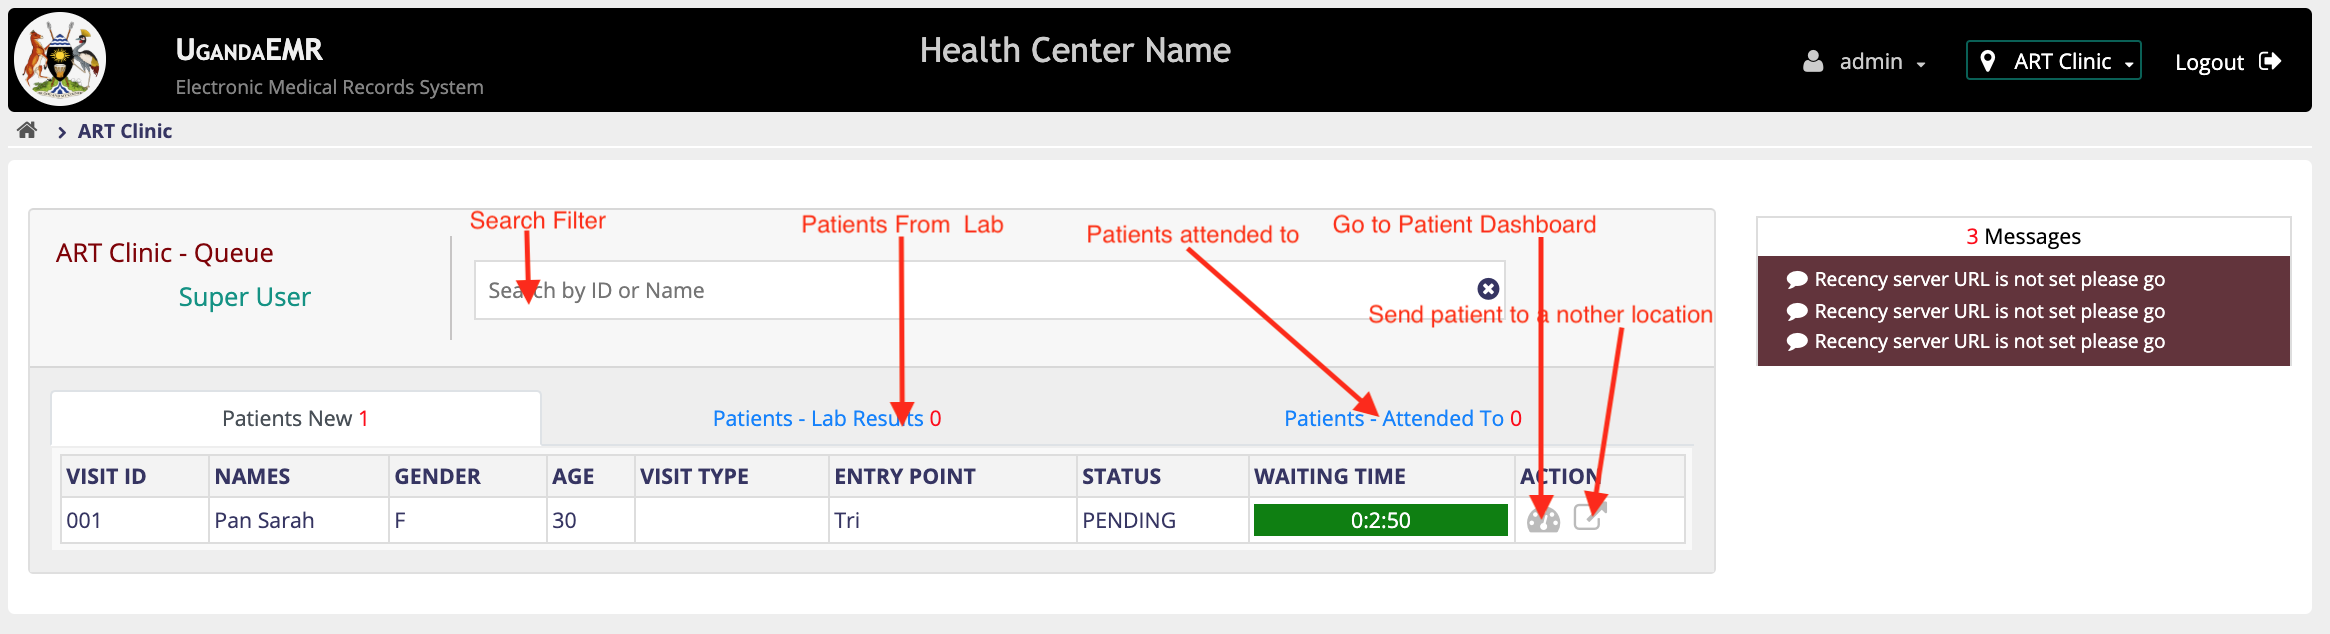 UgandaEMR
Electronic Medical Records System
Health Center Name
admin
ART Clinic
Logout
ART Clinic
Search Filter
Patients From Lab
Patients attended to
Go to Patient Dashboard
ART Clinic - Queue
Super User
Search by ID or Name
Send patient to a nother location
3 Messages
Recency server URL is not set please go
Recency server URL is not set please go
Recency server URL is not set please go
Patients New 1
Patients - Lab Results 0
Patients - Attended To 0
VISIT ID NAMES GENDER AGE VISIT TYPE ENTRY POINT STATUS WAITING TIME ACTION
001 Pan Sarah F 30 Tri PENDING 0:2:50